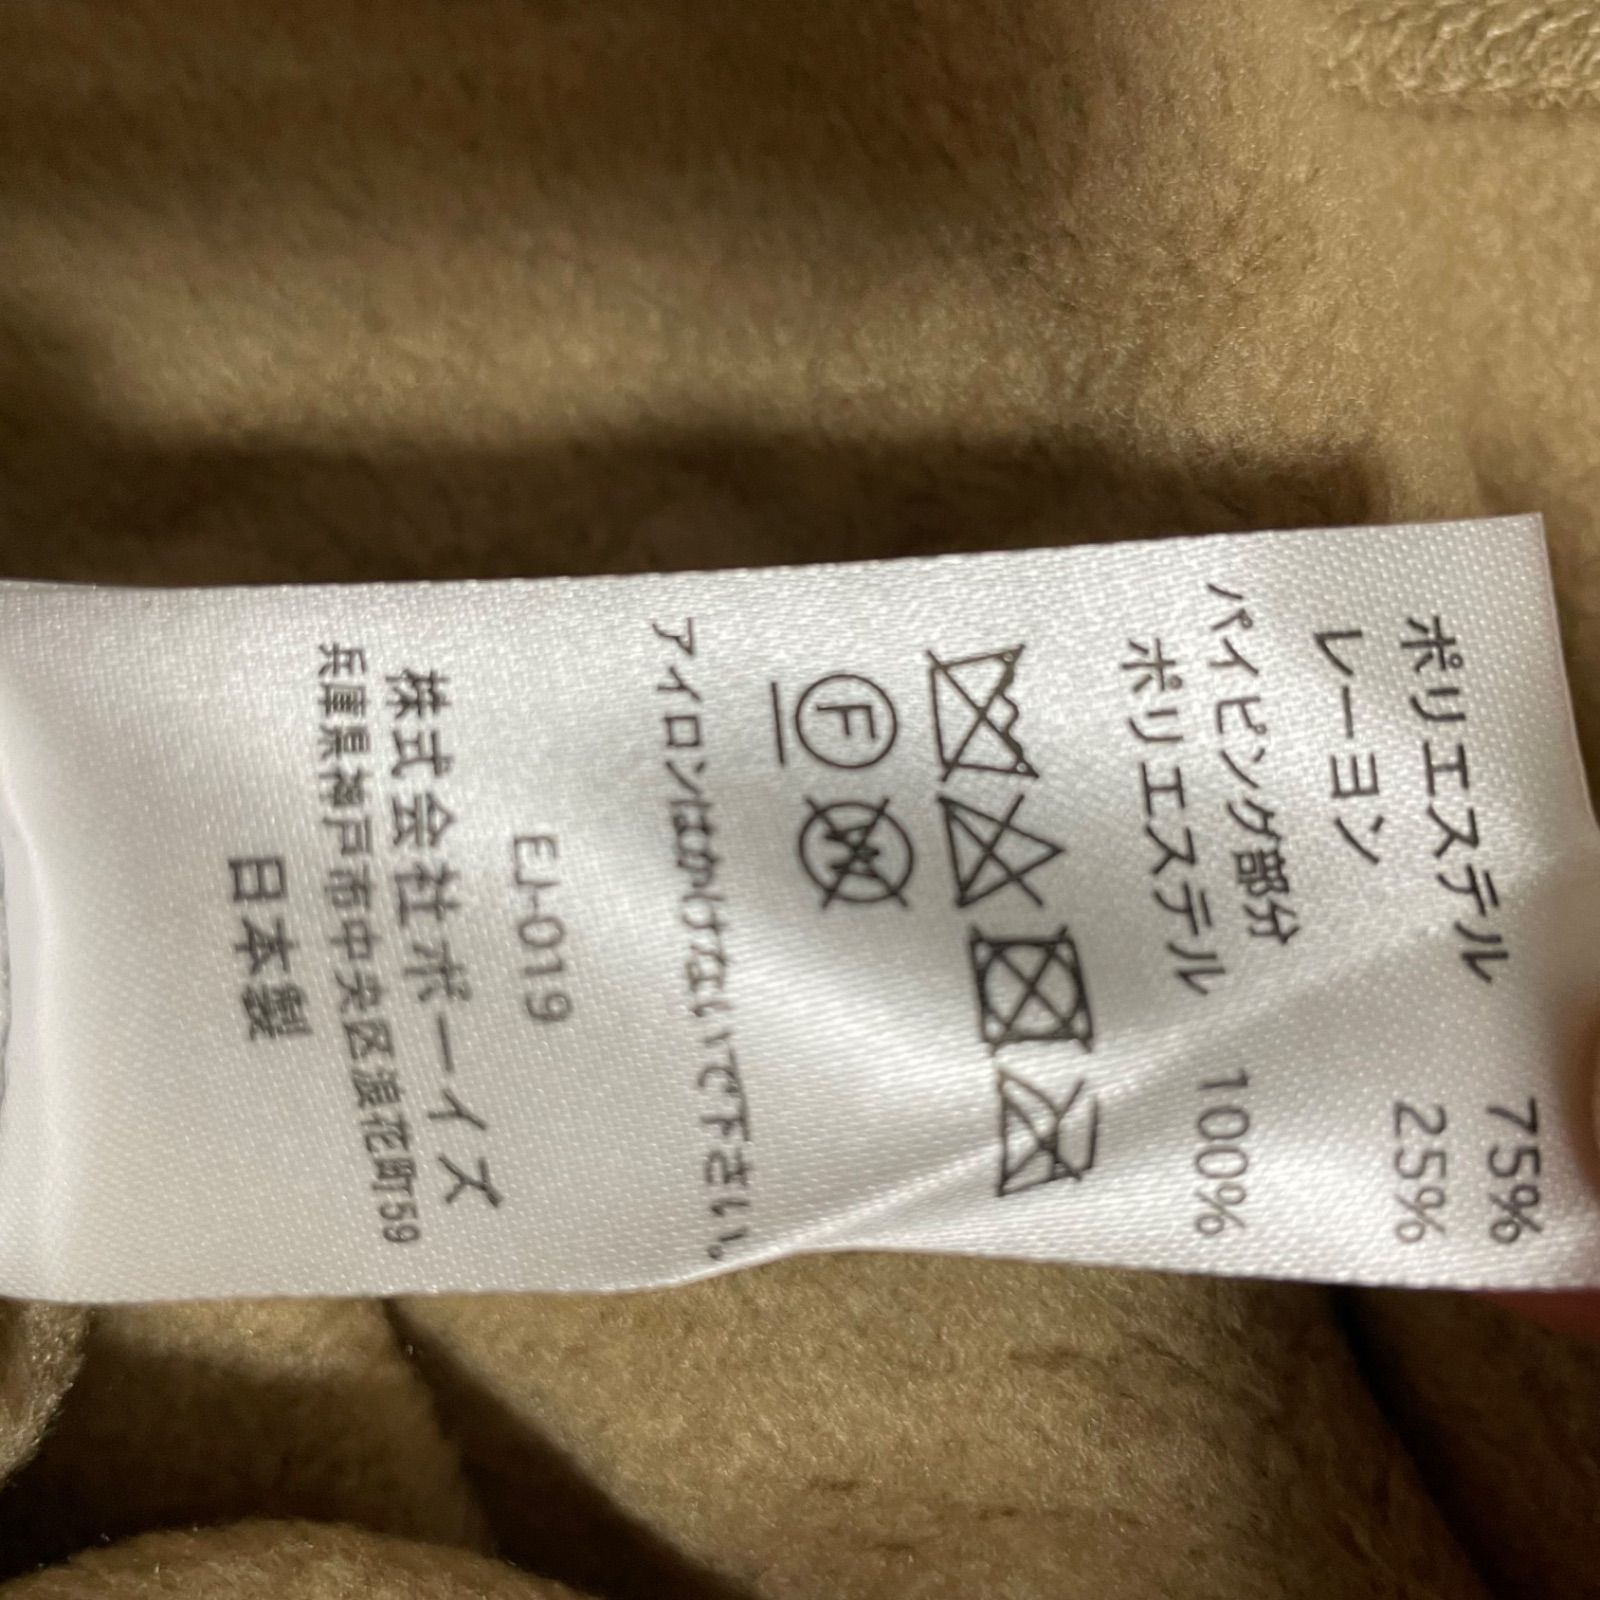 ポリエステル 75%
レーヨン 25%
パイピング部分
ポリエステル 100%
F W
アイロンはかけないで下さい。
EJ-019
株式会社ボーイズ
兵庫県神戸市中央区浪花町59
日本製